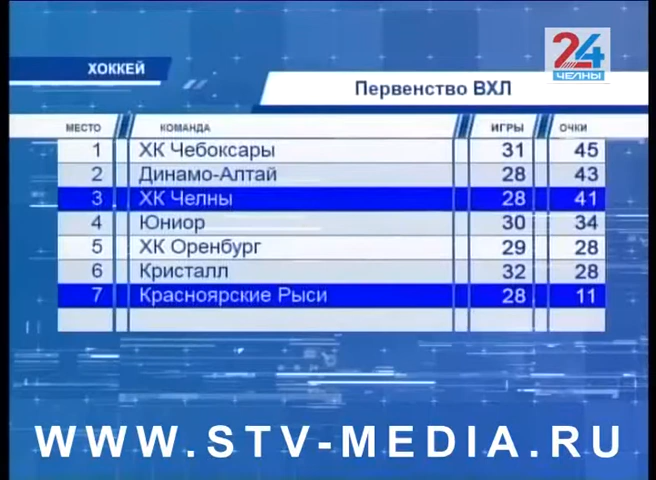 ХОККЕЙ
24
ЧЕЛНЫ
Первенство ВХЛ
МЕСТО КОМАНДА ИГРЫ ОЧКИ
1 ХК Чебоксары 31 45
2 Динамо-Алтай 28 43
3 ХК Челны 28 41
4 Юниор 30 34
5 ХК Оренбург 29 28
6 Кристалл 32 28
7 Красноярские Рыси 28 11
WWW.STV-MEDIA.RU